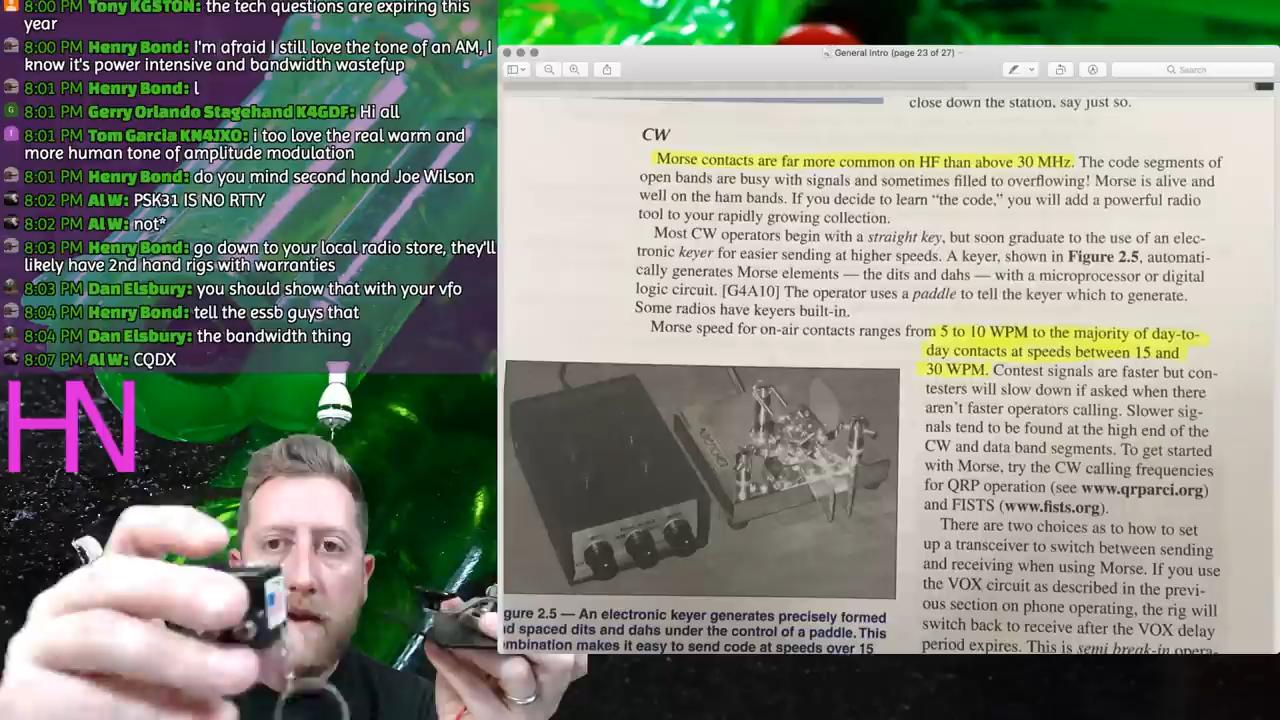 8:00 PM Tony KG5TON: the tech questions are expiring this
year
8:00 PM Henry Bond: I'm afraid I still love the tone of an AM, I
know it's power intensive and bandwidth wastefup
8:01 PM Henry Bond: l
8:01 PM Gerry Orlando Stagehand K4GDF: Hi all
8:01 PM Tom Garcia KN4JXO: i too love the real warm and
more human tone of amplitude modulation
8:01 PM Henry Bond: do you mind second hand Joe Wilson
8:02 PM Al W: PSK31 IS NO RTTY
8:02 PM Al W: not*
8:03 PM Henry Bond: go down to your local radio store, they'll
likely have 2nd hand rigs with warranties
8:03 PM Dan Elsbury: you should show that with your vfo
8:04 PM Henry Bond: tell the essb guys that
8:04 PM Dan Elsbury: the bandwidth thing
8:07 PM Al W: CQDX
HN
General Intro (page 23 of 27)
Search
close down the station, say just so.
CW
Morse contacts are far more common on HF than above 30 MHz. The code segments of
open bands are busy with signals and sometimes filled to overflowing! Morse is alive and
well on the ham bands. If you decide to learn “the code,” you will add a powerful radio
tool to your rapidly growing collection.
Most CW operators begin with a straight key, but soon graduate to the use of an elec-
tronic keyer for easier sending at higher speeds. A keyer, shown in Figure 2.5, automati-
cally generates Morse elements — the dits and dahs — with a microprocessor or digital
logic circuit. [G4A10] The operator uses a paddle to tell the keyer which to generate.
Some radios have keyers built-in.
Morse speed for on-air contacts ranges from 5 to 10 WPM to the majority of day-to-
day contacts at speeds between 15 and
30 WPM. Contest signals are faster but con-
testers will slow down if asked when there
aren't faster operators calling. Slower sig-
nals tend to be found at the high end of the
CW and data band segments. To get started
with Morse, try the CW calling frequencies
for QRP operation (see www.qrparci.org)
and FISTS (www.fists.org).
There are two choices as to how to set
up a transceiver to switch between sending
and receiving when using Morse. If you use
the VOX circuit as described in the previ-
ous section on phone operating, the rig will
switch back to receive after the VOX delay
period expires. This is semi break-in opera-
gure 2.5 — An electronic keyer generates precisely formed
d spaced dits and dahs under the control of a paddle. This
mbination makes it easy to send code at speeds over 15